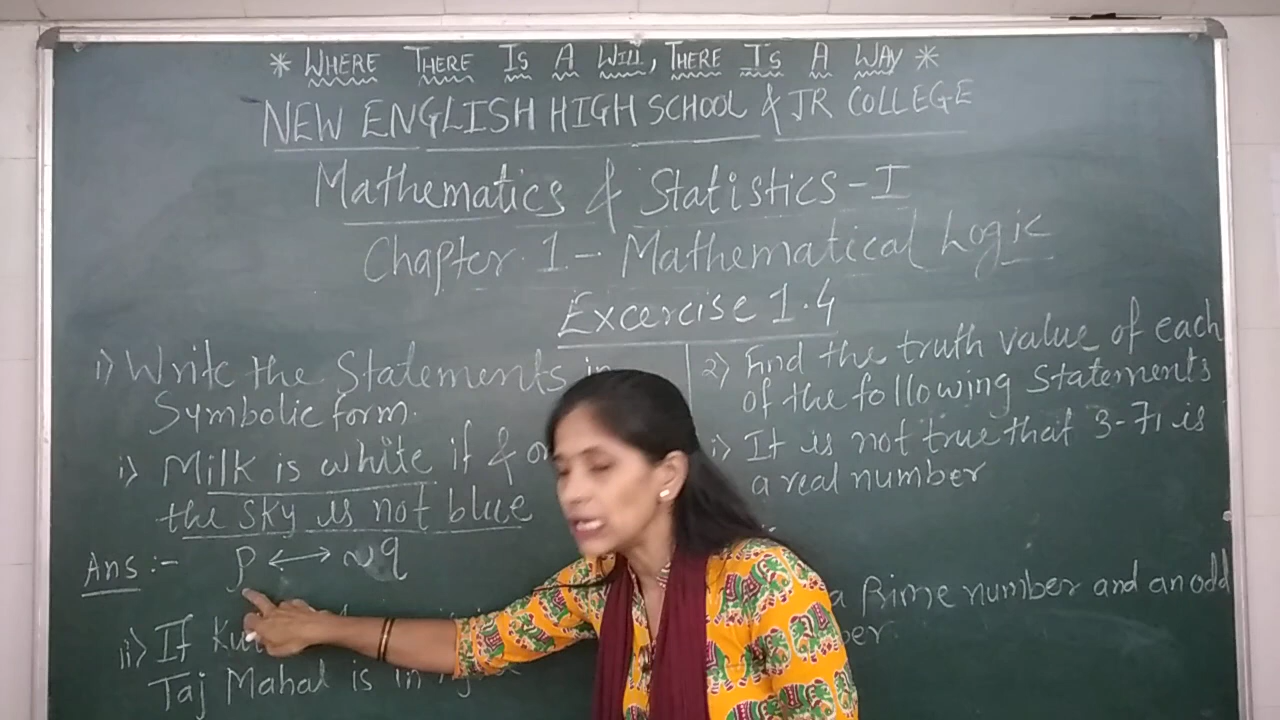 * WHERE THERE IS A WILL, THERE IS A WAY *
NEW ENGLISH HIGH SCHOOL & JR COLLEGE
Mathematics & Statistics - I
Chapter 1 - Mathematical Logic
Excercise 1.4
1) Write the Statements in
Symbolic form.
i) Milk is white if &
the sky is not blue
Ans :- p ↔ ~q
ii) If
Taj Mahal is in
2) Find the truth value of each
of the following statements
i) It is not true that 3-7i is
a real number
a Rime number and an odd